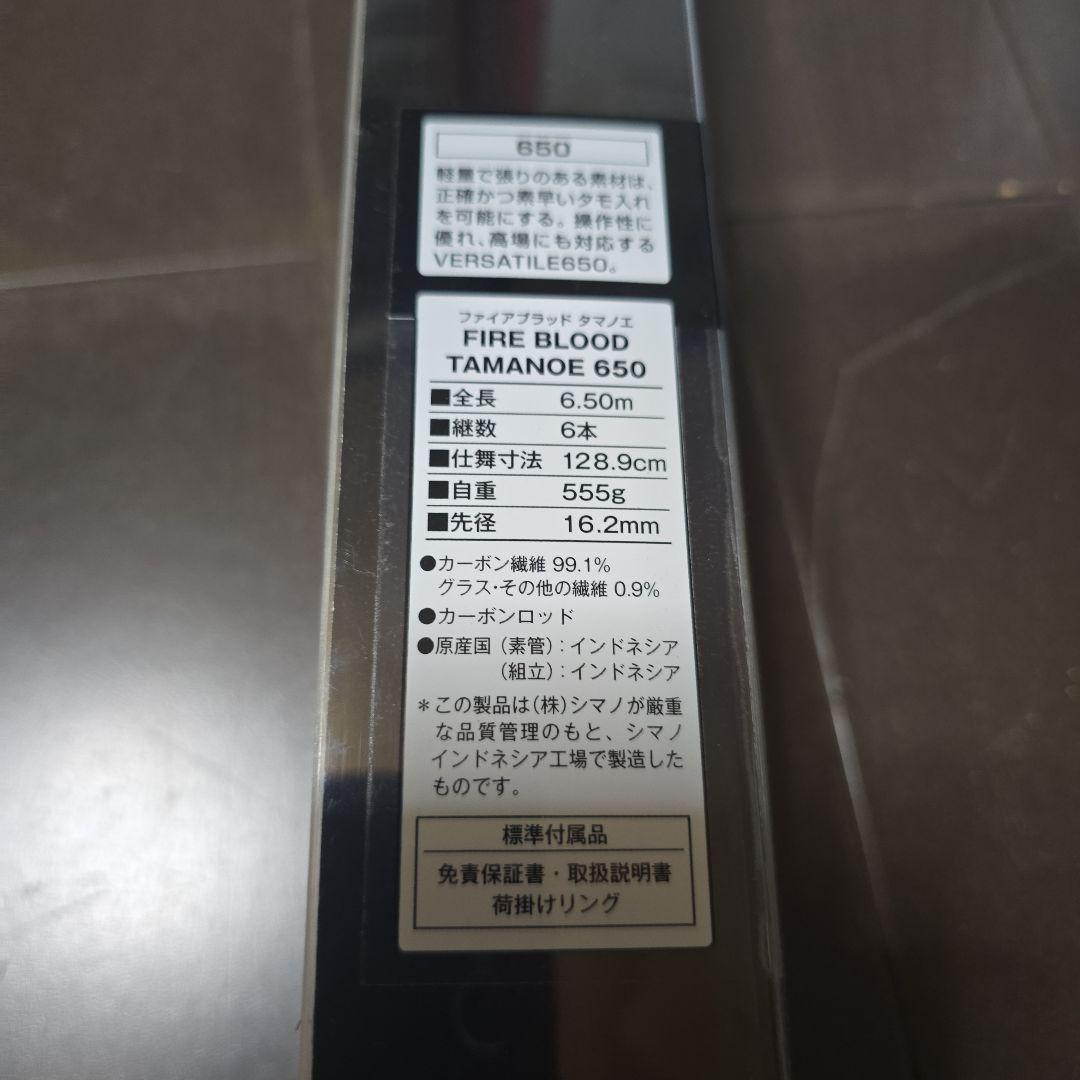 650
軽量で張りのある素材は、
正確かつ素早いタモ入れ
を可能にする。操作性に
優れ、高場にも対応する
VERSATILE650。
ファイアブラッド タマノエ
FIRE BLOOD
TAMANOE 650
■全長 6.50m
■継数 6本
■仕舞寸法 128.9cm
■自重 555g
■先径 16.2mm
●カーボン繊維 99.1%
グラス・その他の繊維 0.9%
●カーボンロッド
●原産国（素管）：インドネシア
（組立）：インドネシア
＊この製品は（株）シマノが厳重
な品質管理のもと、シマノ
インドネシア工場で製造した
ものです。
標準付属品
免責保証書・取扱説明書
荷掛けリング